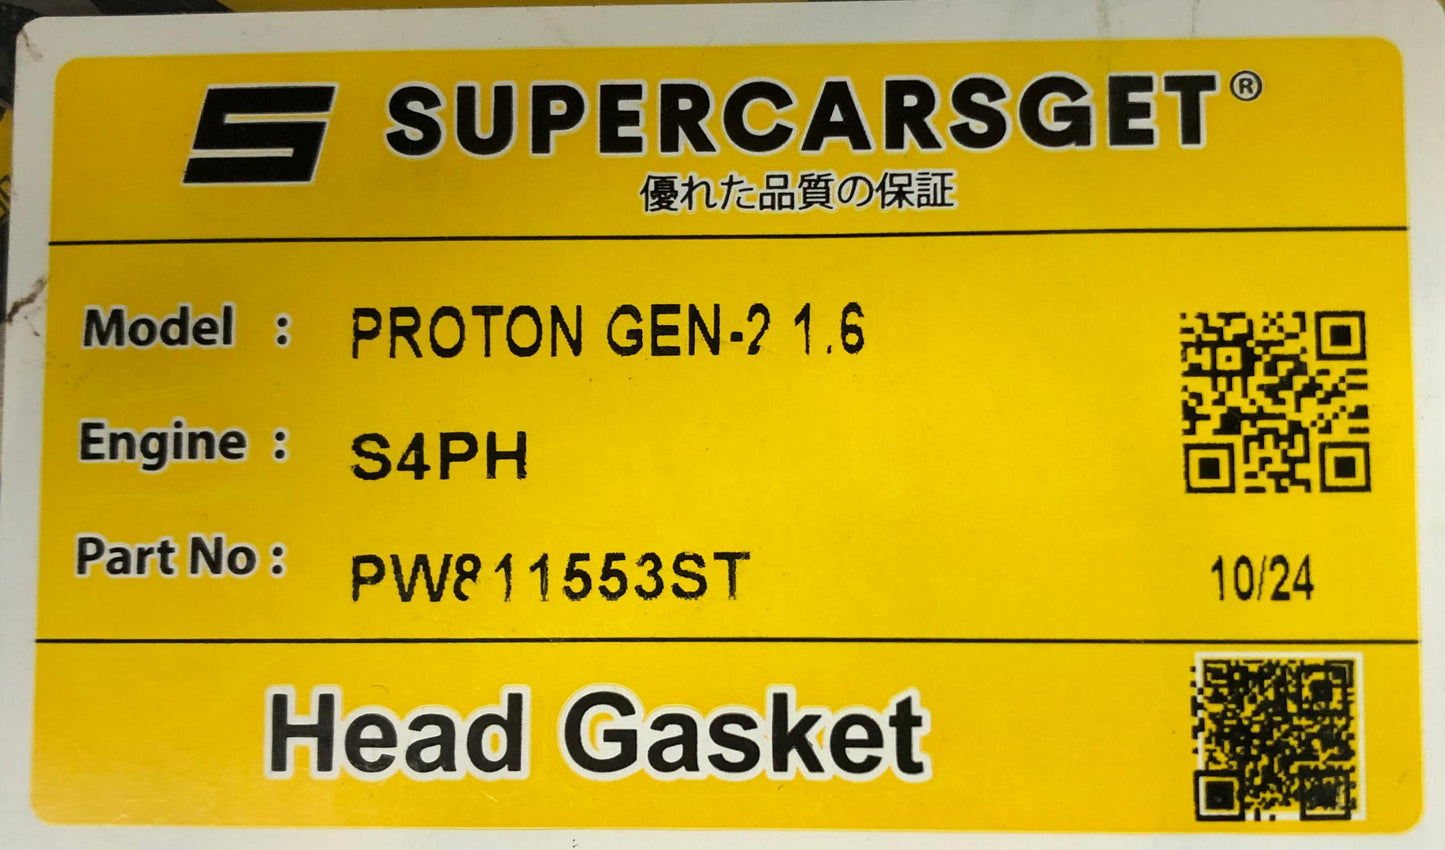 SUPERCARSGET®
優れた品質の保証
Model : PROTON GEN-2 1.6
Engine : S4PH
Part No : PW811553ST
10/24
Head Gasket